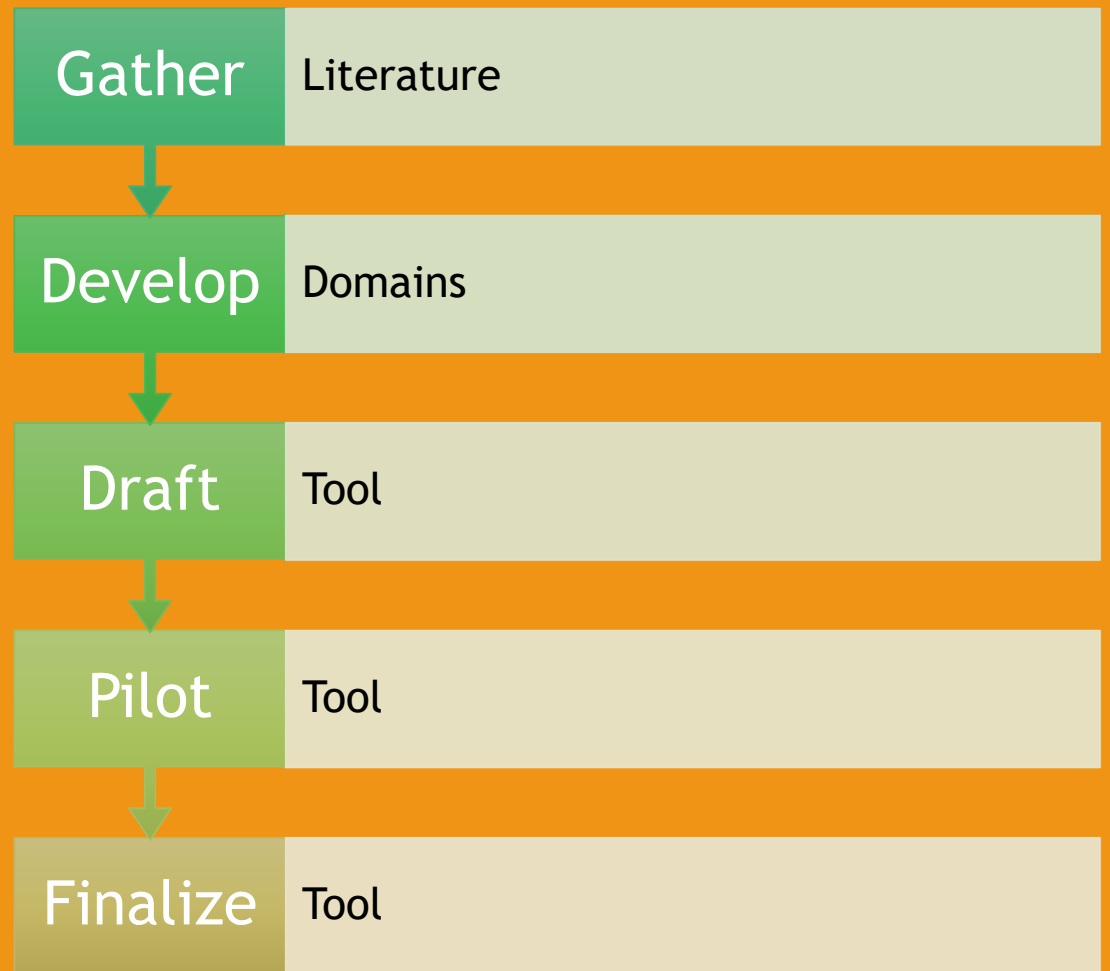 Gather Literature
Develop Domains
Draft Tool
Pilot Tool
Finalize Tool